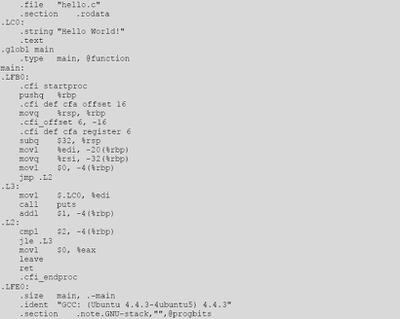 .file "hello.c"
.section .rodata
.LC0:
.string "Hello World!"
.text
.globl main
.type main, @function
main:
.LFB0:
.cfi startproc
pushq %rbp
.cfi def cfa offset 16
movq %rsp, %rbp
.cfi_offset 6, -16
.cfi def cfa register 6
subq $32, %rsp
movl %edi, -20(%rbp)
movq %rsi, -32(%rbp)
movl $0, -4(%rbp)
jmp .L2
.L3:
movl $.LC0, %edi
call puts
addl $1, -4(%rbp)
.L2:
cmpl $2, -4(%rbp)
jle .L3
movl $0, %eax
leave
ret
.cfi_endproc
.LFE0:
.size main, .-main
.ident "GCC: (Ubuntu 4.4.3-4ubuntu5) 4.4.3"
.section .note.GNU-stack,"",@progbits